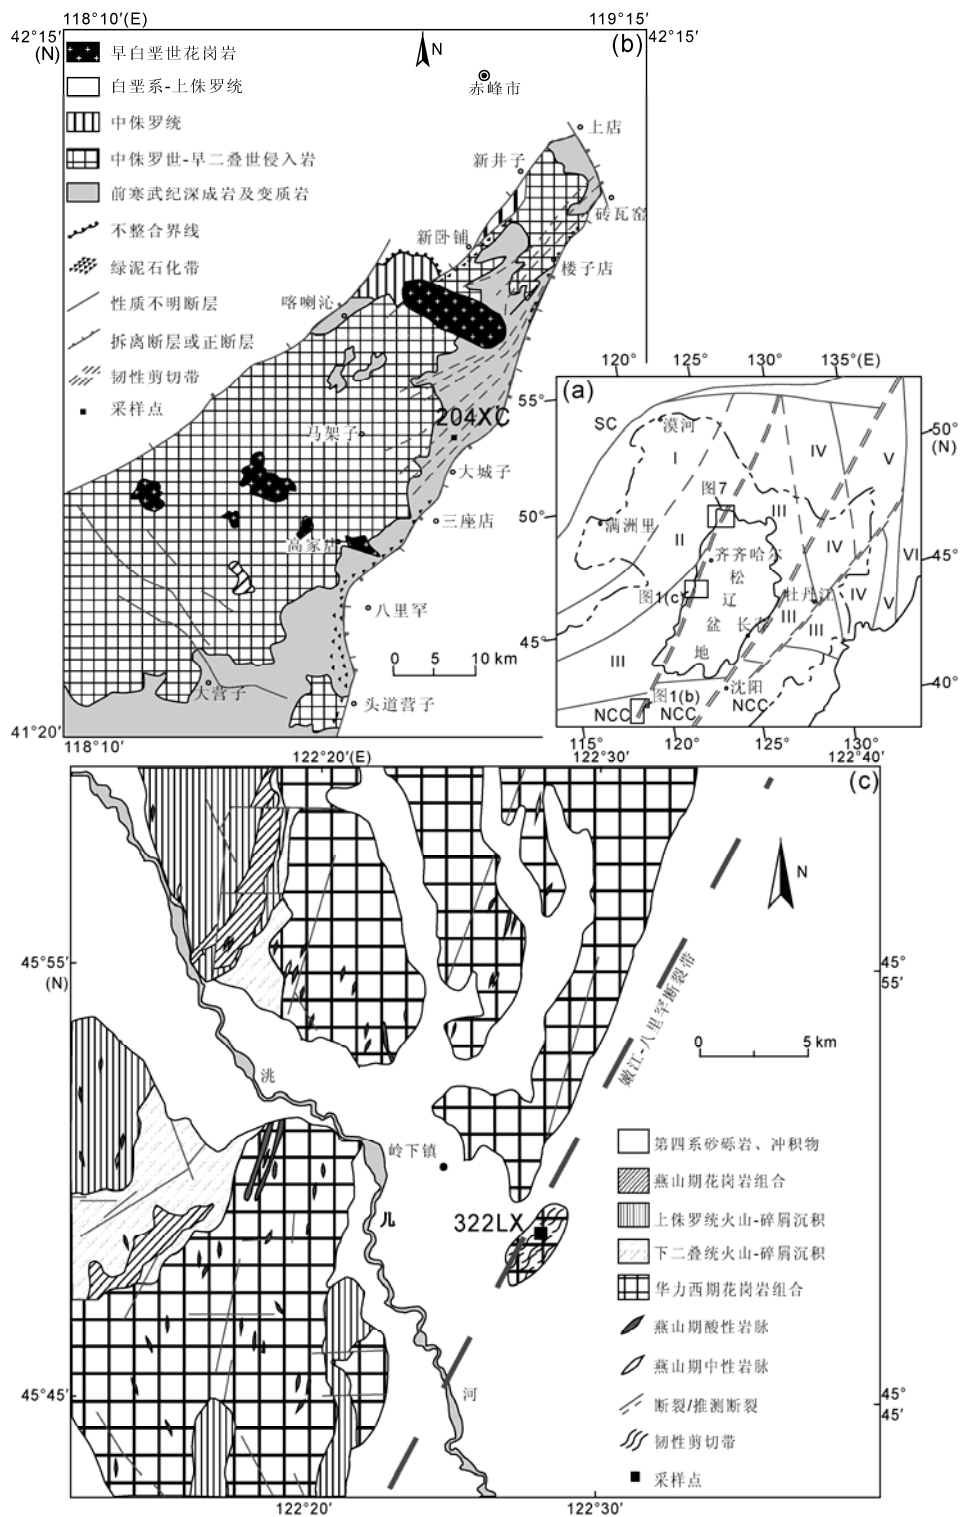 118°10′(E)
119°15′
42°15′
(N)
(b)
42°15′
N
早白垩世花岗岩
白垩系-上侏罗统
中侏罗统
中侏罗世-早二叠世侵入岩
前寒武纪深成岩及变质岩
不整合界线
绿泥石化带
性质不明断层
拆离断层或正断层
韧性剪切带
采样点
赤峰市
上店
新井子
砖瓦窑
新卧铺
楼子店
喀喇沁
马架子
204XC
大城子
三座店
高家店
八里罕
大营子
头道营子
0 5 10 km
41°20′
118°10′
120° 125° 130° 135°(E)
(a)
55°
50°
45°
50°
(N)
45°
40°
SC
漠河
I
IV
V
图7
III
满洲里
II
IV
VI
齐齐哈尔
松
辽
盆
地
图1(c)
牡丹江
IV
V
长春
III
III
III
沈阳
图1(b)
NCC
NCC
NCC
115° 120° 125° 130°
122°20′(E)
122°30′
122°40′
(c)
N
45°55′
(N)
45°
55′
嫩江-八里罕断裂带
0 5 km
洮
岭下镇
儿
322LX
河
第四系砂砾岩、冲积物
燕山期花岗岩组合
上侏罗统火山-碎屑沉积
下二叠统火山-碎屑沉积
华力西期花岗岩组合
燕山期酸性岩脉
燕山期中性岩脉
断裂/推测断裂
韧性剪切带
采样点
45°45′
45°
45′
122°20′
122°30′